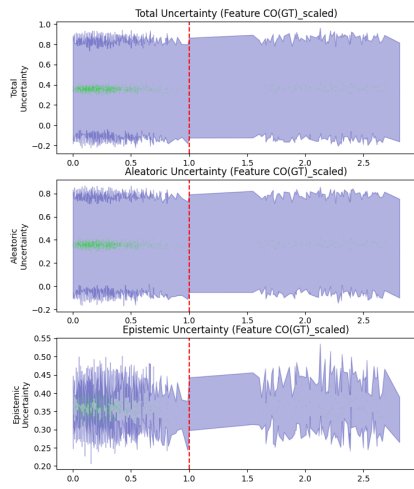 Total Uncertainty (Feature CO(GT)_scaled)
1.0
0.8
0.6
0.4
0.2
0.0
−0.2
Total
Uncertainty
0.0 0.5 1.0 1.5 2.0 2.5
Aleatoric Uncertainty (Feature CO(GT)_scaled)
0.8
0.6
0.4
0.2
0.0
−0.2
Aleatoric
Uncertainty
0.0 0.5 1.0 1.5 2.0 2.5
Epistemic Uncertainty (Feature CO(GT)_scaled)
0.55
0.50
0.45
0.40
0.35
0.30
0.25
0.20
Epistemic
Uncertainty
0.0 0.5 1.0 1.5 2.0 2.5